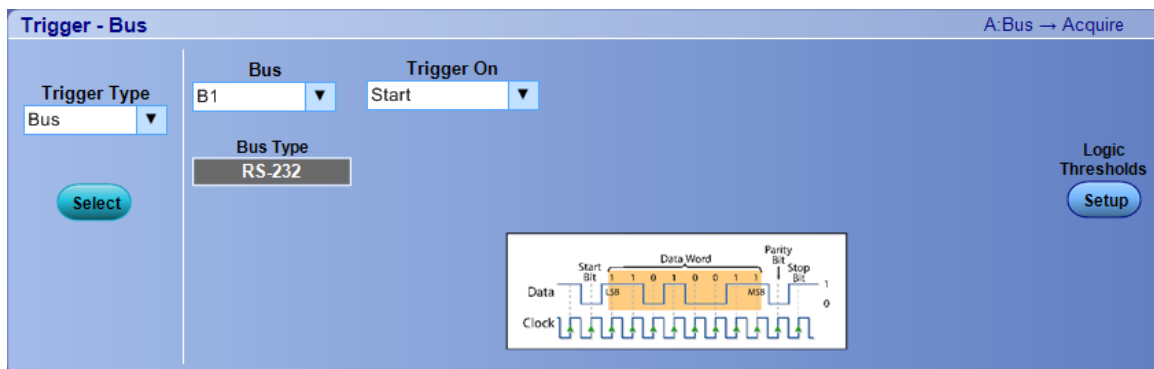 Trigger - Bus
A:Bus → Acquire
Trigger Type
Bus
Select
Bus
B1
Trigger On
Start
Bus Type
RS-232
Logic
Thresholds
Setup
Start
Bit
Data Word
Parity
Bit
Stop
Bit
1 1 0 1 0 0 1 1
LSB
MSB
Data
1
0
Clock